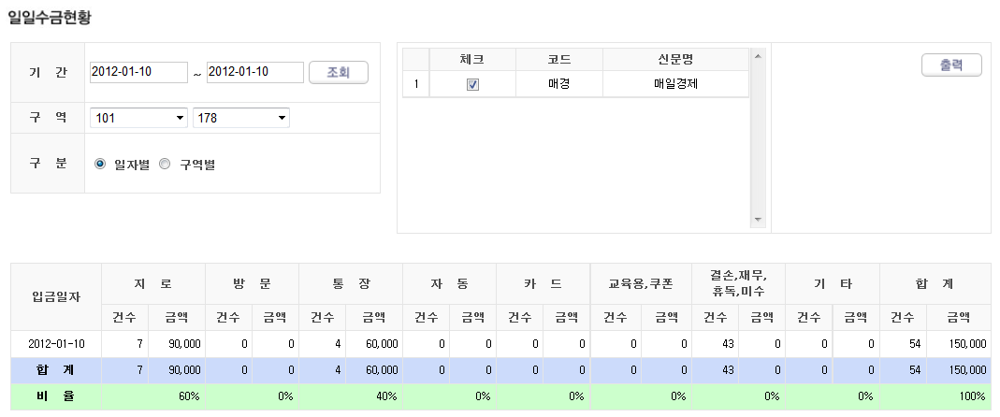 일일수금현황
기 간 2012-01-10 ~ 2012-01-10 조회
구 역 101 178
구 분 일자별 구역별
체크 코드 신문명
1 매경 매일경제
출력
입금일자 지 로 방 문 통 장 자 동 카 드 교육용,쿠폰 결손,재무, 휴독,미수 기 타 합 계
건수 금액 건수 금액 건수 금액 건수 금액 건수 금액 건수 금액 건수 금액 건수 금액 건수 금액
2012-01-10 7 90,000 0 0 4 60,000 0 0 0 0 0 0 43 0 0 0 54 150,000
합 계 7 90,000 0 0 4 60,000 0 0 0 0 0 0 43 0 0 0 54 150,000
비 율 60% 0% 40% 0% 0% 0% 0% 0% 100%